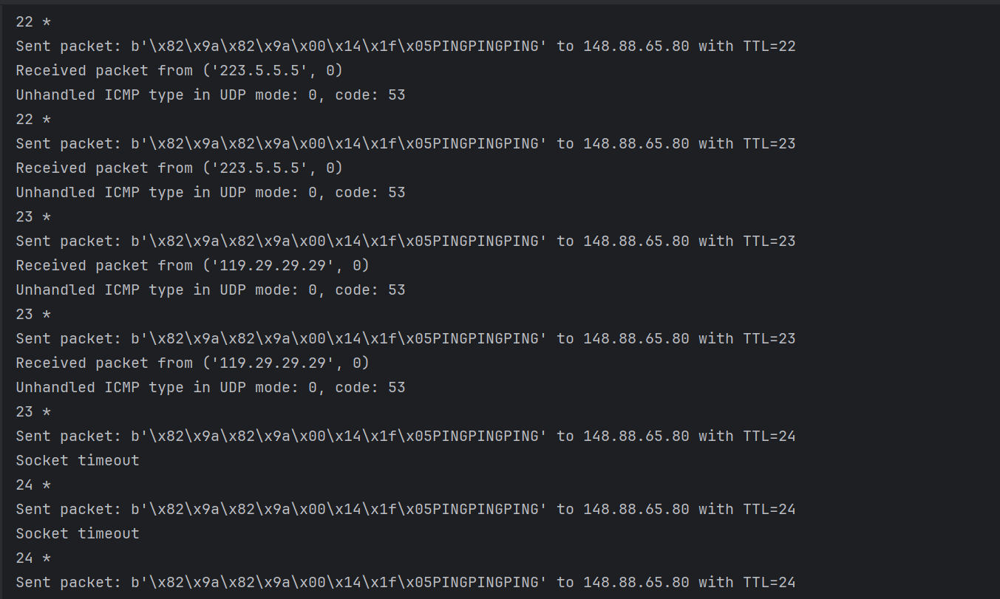 22 *
Sent packet: b'\x82\x9a\x82\x9a\x00\x14\x1f\x05PINGPINGPING' to 148.88.65.80 with TTL=22
Received packet from ('223.5.5.5', 0)
Unhandled ICMP type in UDP mode: 0, code: 53
22 *
Sent packet: b'\x82\x9a\x82\x9a\x00\x14\x1f\x05PINGPINGPING' to 148.88.65.80 with TTL=23
Received packet from ('223.5.5.5', 0)
Unhandled ICMP type in UDP mode: 0, code: 53
23 *
Sent packet: b'\x82\x9a\x82\x9a\x00\x14\x1f\x05PINGPINGPING' to 148.88.65.80 with TTL=23
Received packet from ('119.29.29.29', 0)
Unhandled ICMP type in UDP mode: 0, code: 53
23 *
Sent packet: b'\x82\x9a\x82\x9a\x00\x14\x1f\x05PINGPINGPING' to 148.88.65.80 with TTL=23
Received packet from ('119.29.29.29', 0)
Unhandled ICMP type in UDP mode: 0, code: 53
23 *
Sent packet: b'\x82\x9a\x82\x9a\x00\x14\x1f\x05PINGPINGPING' to 148.88.65.80 with TTL=24
Socket timeout
24 *
Sent packet: b'\x82\x9a\x82\x9a\x00\x14\x1f\x05PINGPINGPING' to 148.88.65.80 with TTL=24
Socket timeout
24 *
Sent packet: b'\x82\x9a\x82\x9a\x00\x14\x1f\x05PINGPINGPING' to 148.88.65.80 with TTL=24